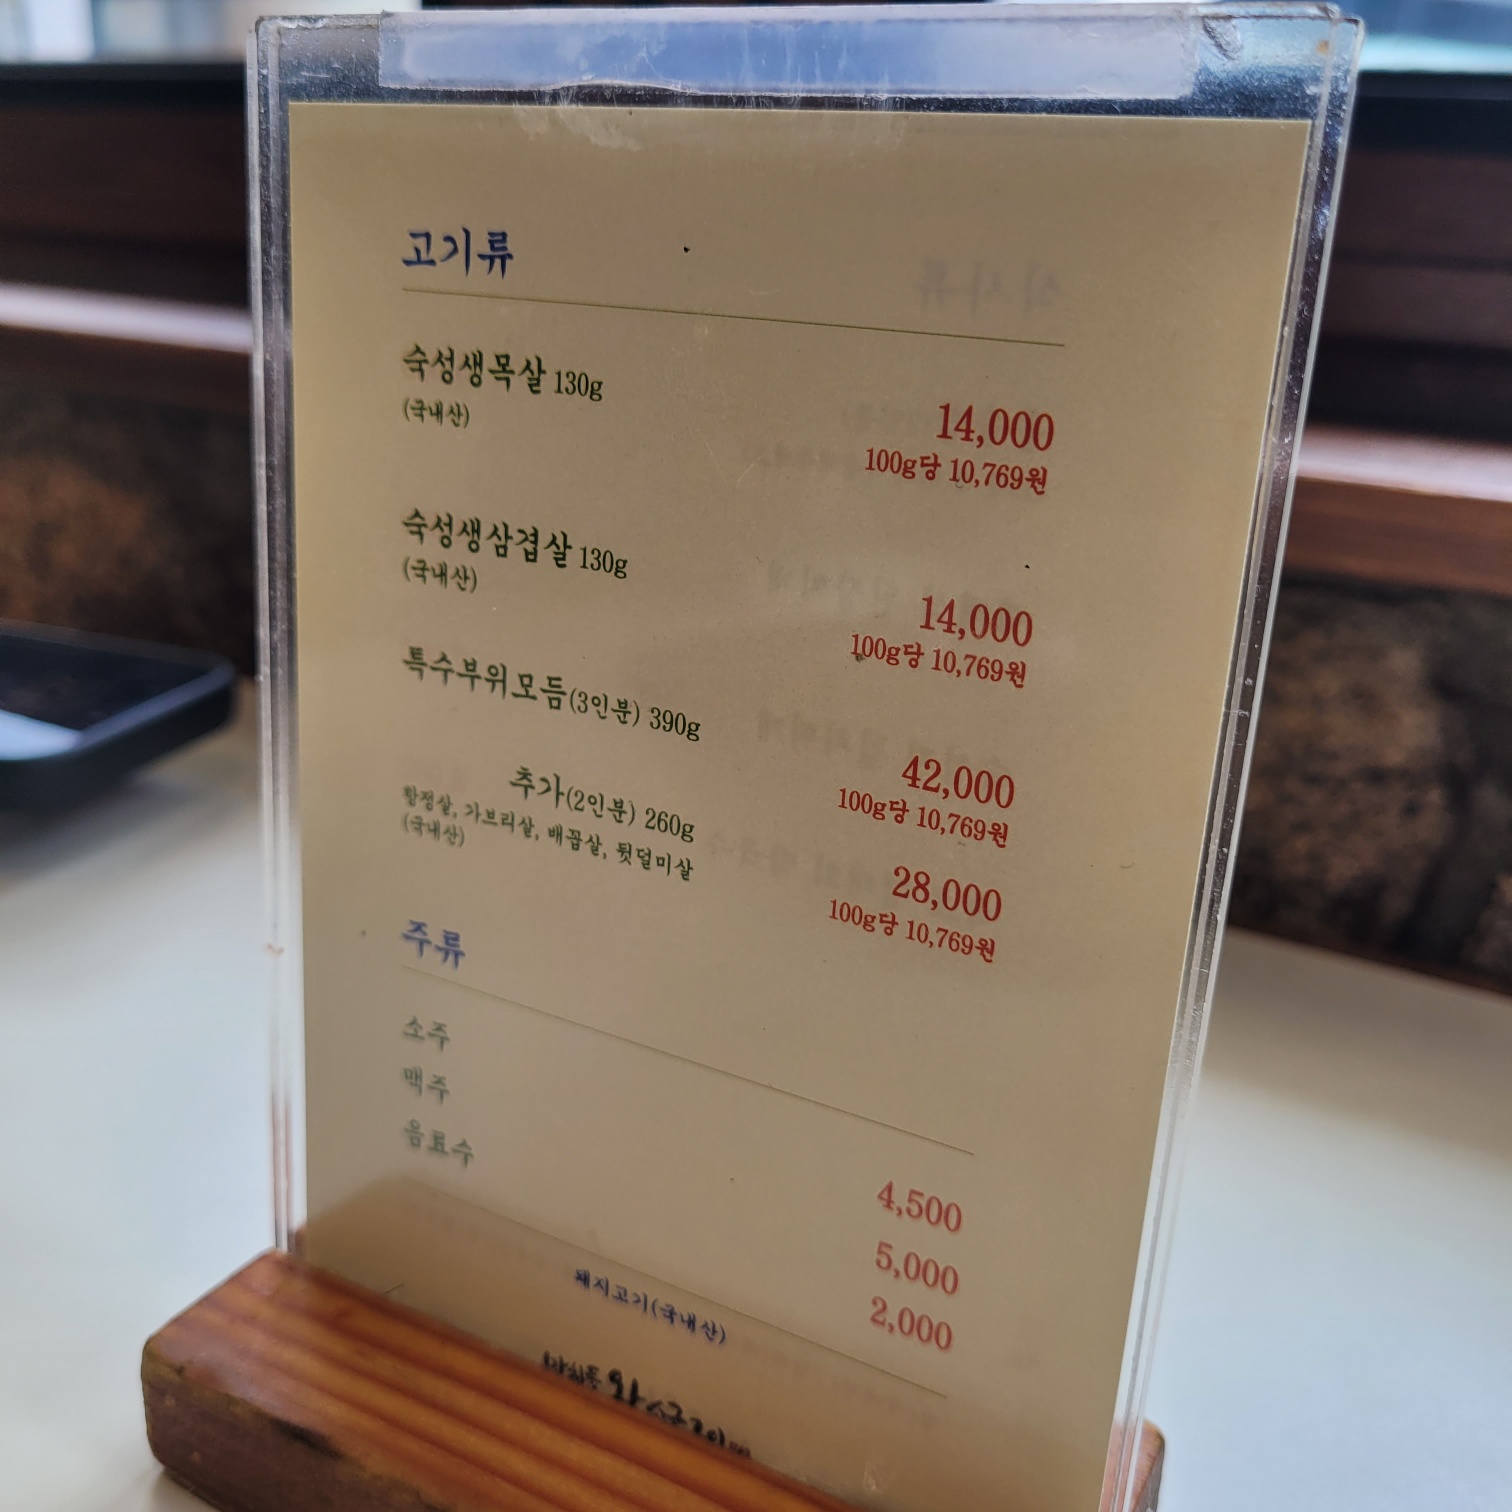 고기류
숙성생목살 130g
(국내산)
14,000
100g당 10,769원
숙성생삼겹살 130g
(국내산)
14,000
100g당 10,769원
특수부위모듬(3인분) 390g
42,000
100g당 10,769원
추가(2인분) 260g
항정살, 가브리살, 배꼽살, 뒷덜미살
(국내산)
28,000
100g당 10,769원
주류
소주
4,500
맥주
5,000
음료수
2,000
돼지고기(국내산)